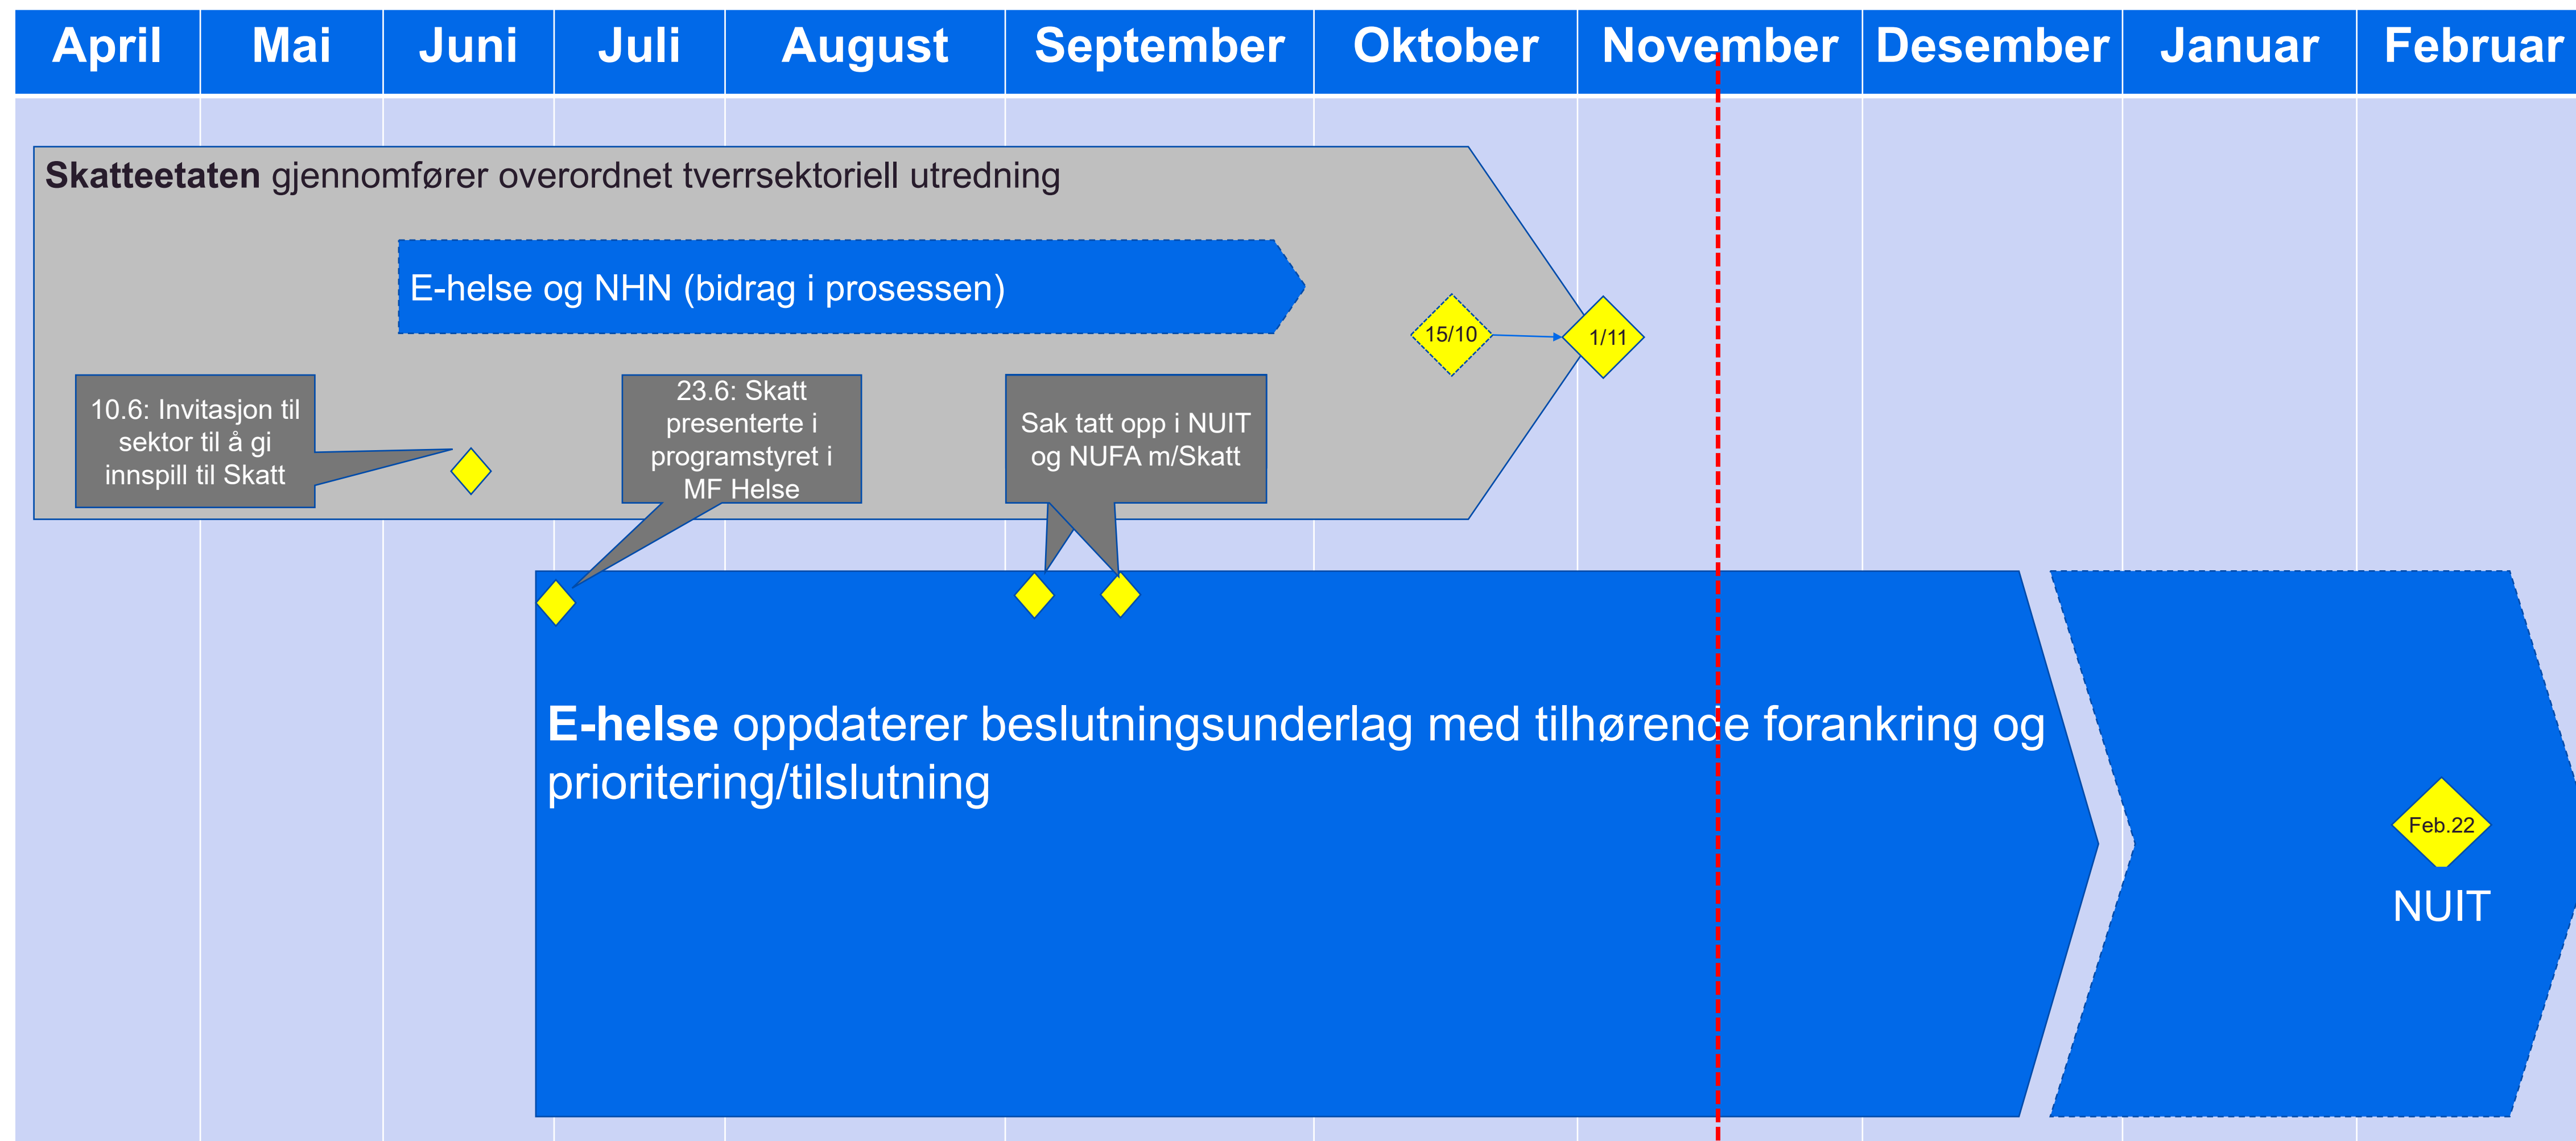 April Mai Juni Juli August September Oktober November Desember Januar Februar
Skatteetaten gjennomfører overordnet tverrsektoriell utredning
E-helse og NHN (bidrag i prosessen)
15/10
1/11
10.6: Invitasjon til
sektor til å gi
innspill til Skatt
23.6: Skatt
presenterte i
programstyret i
MF Helse
Sak tatt opp i NUIT
og NUFA m/Skatt
E-helse oppdaterer beslutningsunderlag med tilhørende forankring og
prioritering/tilslutning
Feb.22
NUIT